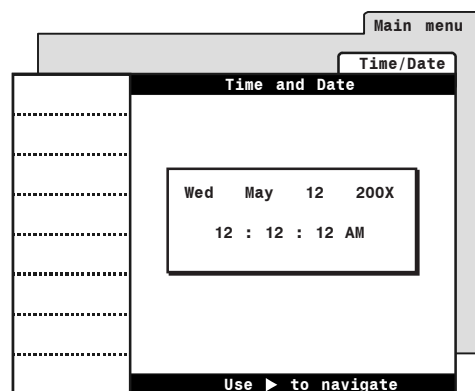 Main menu
Time/Date
Time and Date
Wed May 12 200X
12 : 12 : 12 AM
Use ▶ to navigate